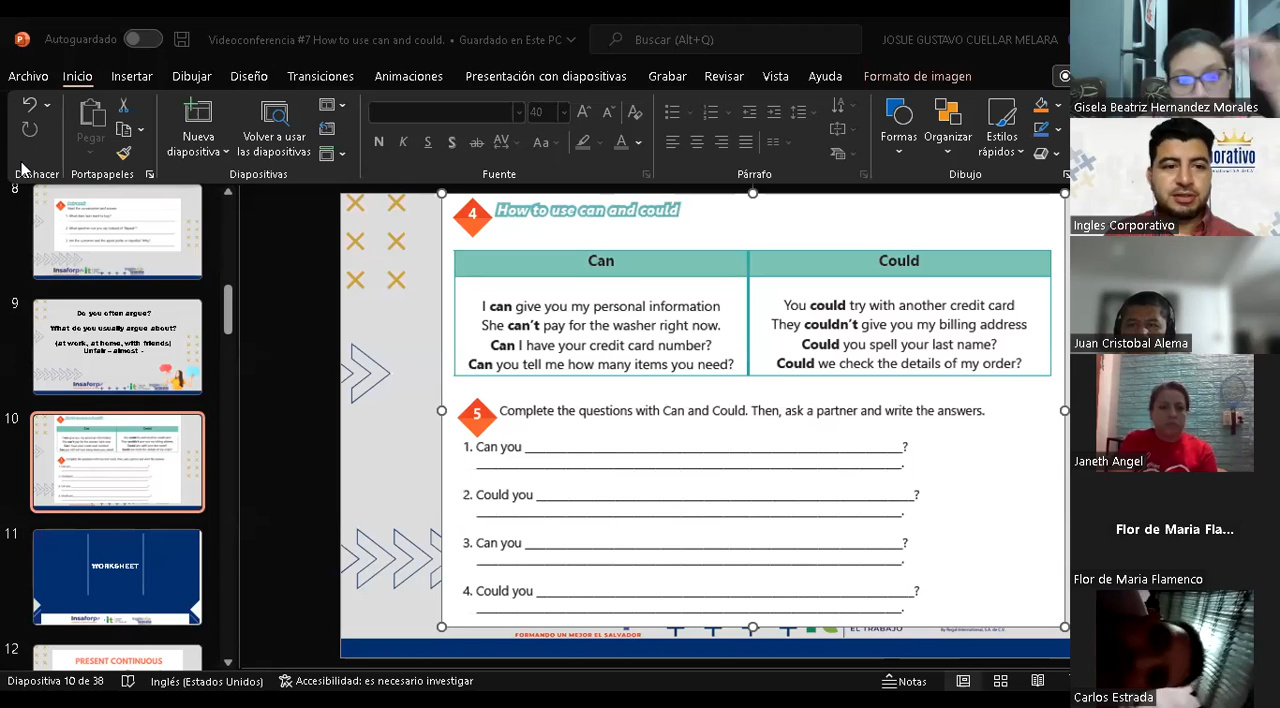 Autoguardado
Videoconferencia #7 How to use can and could. • Guardado en Este PC
Buscar (Alt+Q)
JOSUE GUSTAVO CUELLAR MELARA
Archivo Inicio Insertar Dibujar Diseño Transiciones Animaciones Presentación con diapositivas Grabar Revisar Vista Ayuda Formato de imagen
Pegar
Nueva diapositiva
Volver a usar las diapositivas
40
N K S S ab AV Aa A
Formas Organizar Estilos rápidos
Deshacer Portapapeles Diapositivas Fuente Párrafo Dibujo
8
9
Do you often argue?
What do you usually argue about?
(at work, at home, with friends)
Unfair – almost -
10
11
WORKSHEET
12
PRESENT CONTINUOUS
4 How to use can and could
Can Could
I can give you my personal information
She can't pay for the washer right now.
Can I have your credit card number?
Can you tell me how many items you need?
You could try with another credit card
They couldn't give you my billing address
Could you spell your last name?
Could we check the details of my order?
5 Complete the questions with Can and Could. Then, ask a partner and write the answers.
1. Can you ?
.
2. Could you ?
.
3. Can you ?
.
4. Could you ?
.
FORMANDO UN MEJOR EL SALVADOR
EL TRABAJO
Diapositiva 10 de 38
Inglés (Estados Unidos)
Accesibilidad: es necesario investigar
Notas
Gisela Beatriz Hernandez Morales
orativo
Ingles Corporativo
Juan Cristobal Alema
Janeth Angel
Flor de Maria Fla...
Flor de Maria Flamenco
Carlos Estrada